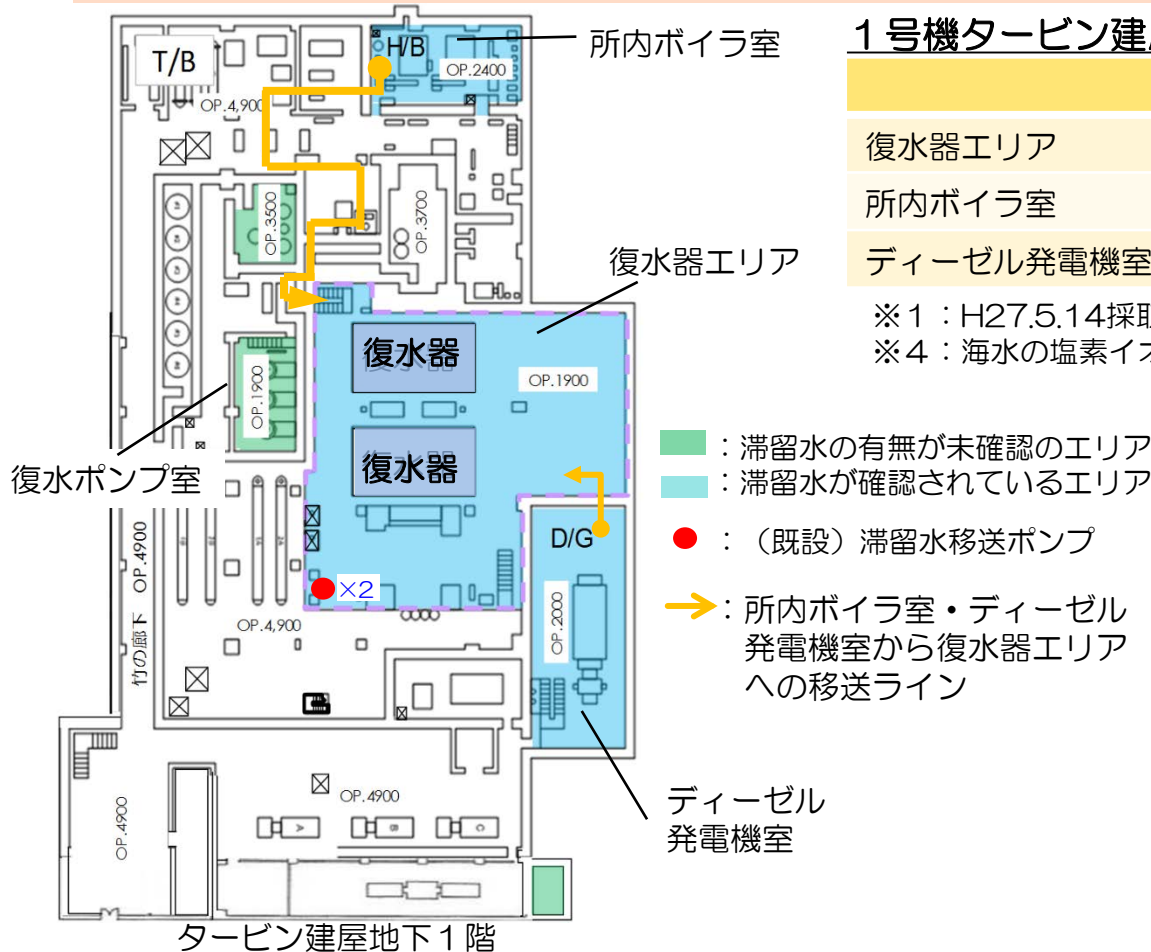 T/B
OP.4,900
H/B
OP.2400
所内ボイラ室
OP.3500
OP.3700
復水器エリア
復水器
OP.1900
OP.1900
復水器
復水ポンプ室
D/G
×2
OP.2000
竹の廊下 OP.4900
OP.4,900
OP.4900
OP.4900
A
B
C
ディーゼル
発電機室
タービン建屋地下1階
1号機タービン建
復水器エリア
所内ボイラ室
ディーゼル発電機室
※1:H27.5.14採
※4:海水の塩素イオ
:滞留水の有無が未確認のエリア
:滞留水が確認されているエリア
:(既設)滞留水移送ポンプ
:所内ボイラ室・ディーゼル
発電機室から復水器エリア
への移送ライン